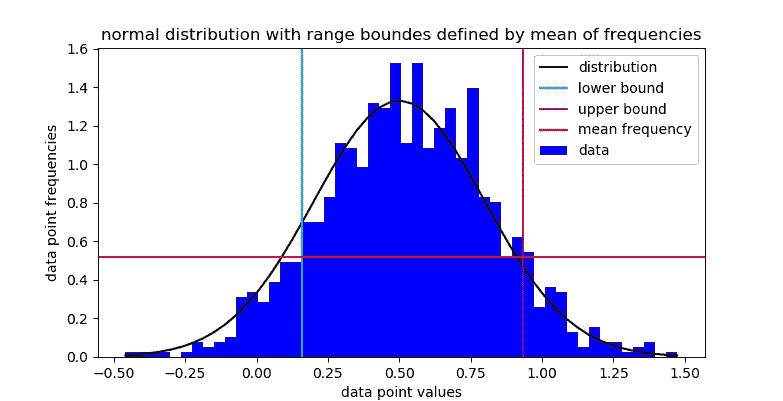 normal distribution with range boundes defined by mean of frequencies
data point frequencies
1.6
1.4
1.2
1.0
0.8
0.6
0.4
0.2
0.0
distribution
lower bound
upper bound
mean frequency
data
−0.50
−0.25
0.00
0.25
0.50
0.75
1.00
1.25
1.50
data point values